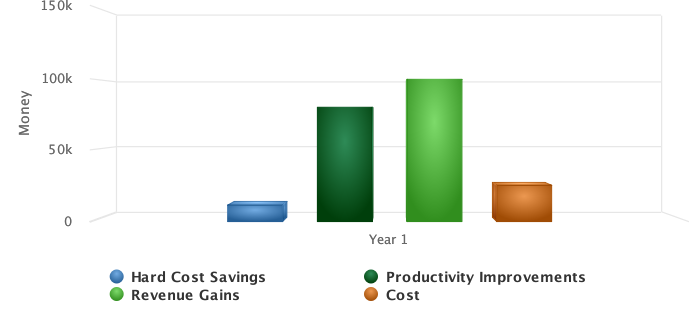 150k
100k
50k
0
Money
Year 1
Hard Cost Savings
Productivity Improvements
Revenue Gains
Cost